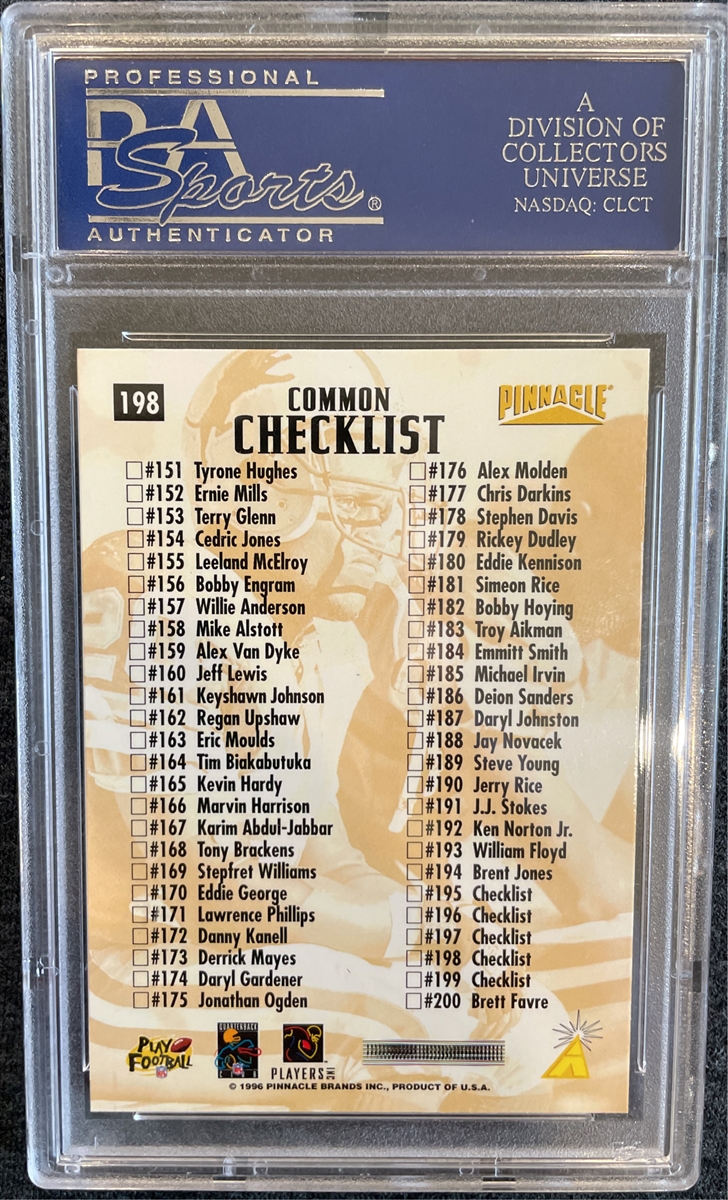 PROFESSIONAL
PSA
Sports®
AUTHENTICATOR
A
DIVISION OF
COLLECTORS
UNIVERSE
NASDAQ: CLCT
198
COMMON
CHECKLIST
PINNACLE
#151 Tyrone Hughes
#152 Ernie Mills
#153 Terry Glenn
#154 Cedric Jones
#155 Leeland McElroy
#156 Bobby Engram
#157 Willie Anderson
#158 Mike Alstott
#159 Alex Van Dyke
#160 Jeff Lewis
#161 Keyshawn Johnson
#162 Regan Upshaw
#163 Eric Moulds
#164 Tim Biakabutuka
#165 Kevin Hardy
#166 Marvin Harrison
#167 Karim Abdul-Jabbar
#168 Tony Brackens
#169 Stepfret Williams
#170 Eddie George
#171 Lawrence Phillips
#172 Danny Kanell
#173 Derrick Mayes
#174 Daryl Gardener
#175 Jonathan Ogden
#176 Alex Molden
#177 Chris Darkins
#178 Stephen Davis
#179 Rickey Dudley
#180 Eddie Kennison
#181 Simeon Rice
#182 Bobby Hoying
#183 Troy Aikman
#184 Emmitt Smith
#185 Michael Irvin
#186 Deion Sanders
#187 Daryl Johnston
#188 Jay Novacek
#189 Steve Young
#190 Jerry Rice
#191 J.J. Stokes
#192 Ken Norton Jr.
#193 William Floyd
#194 Brent Jones
#195 Checklist
#196 Checklist
#197 Checklist
#198 Checklist
#199 Checklist
#200 Brett Favre
PLAY
FOOTBALL
QUARTERBACK
CLUB
PLAYERS INC
© 1996 PINNACLE BRANDS INC., PRODUCT OF U.S.A.